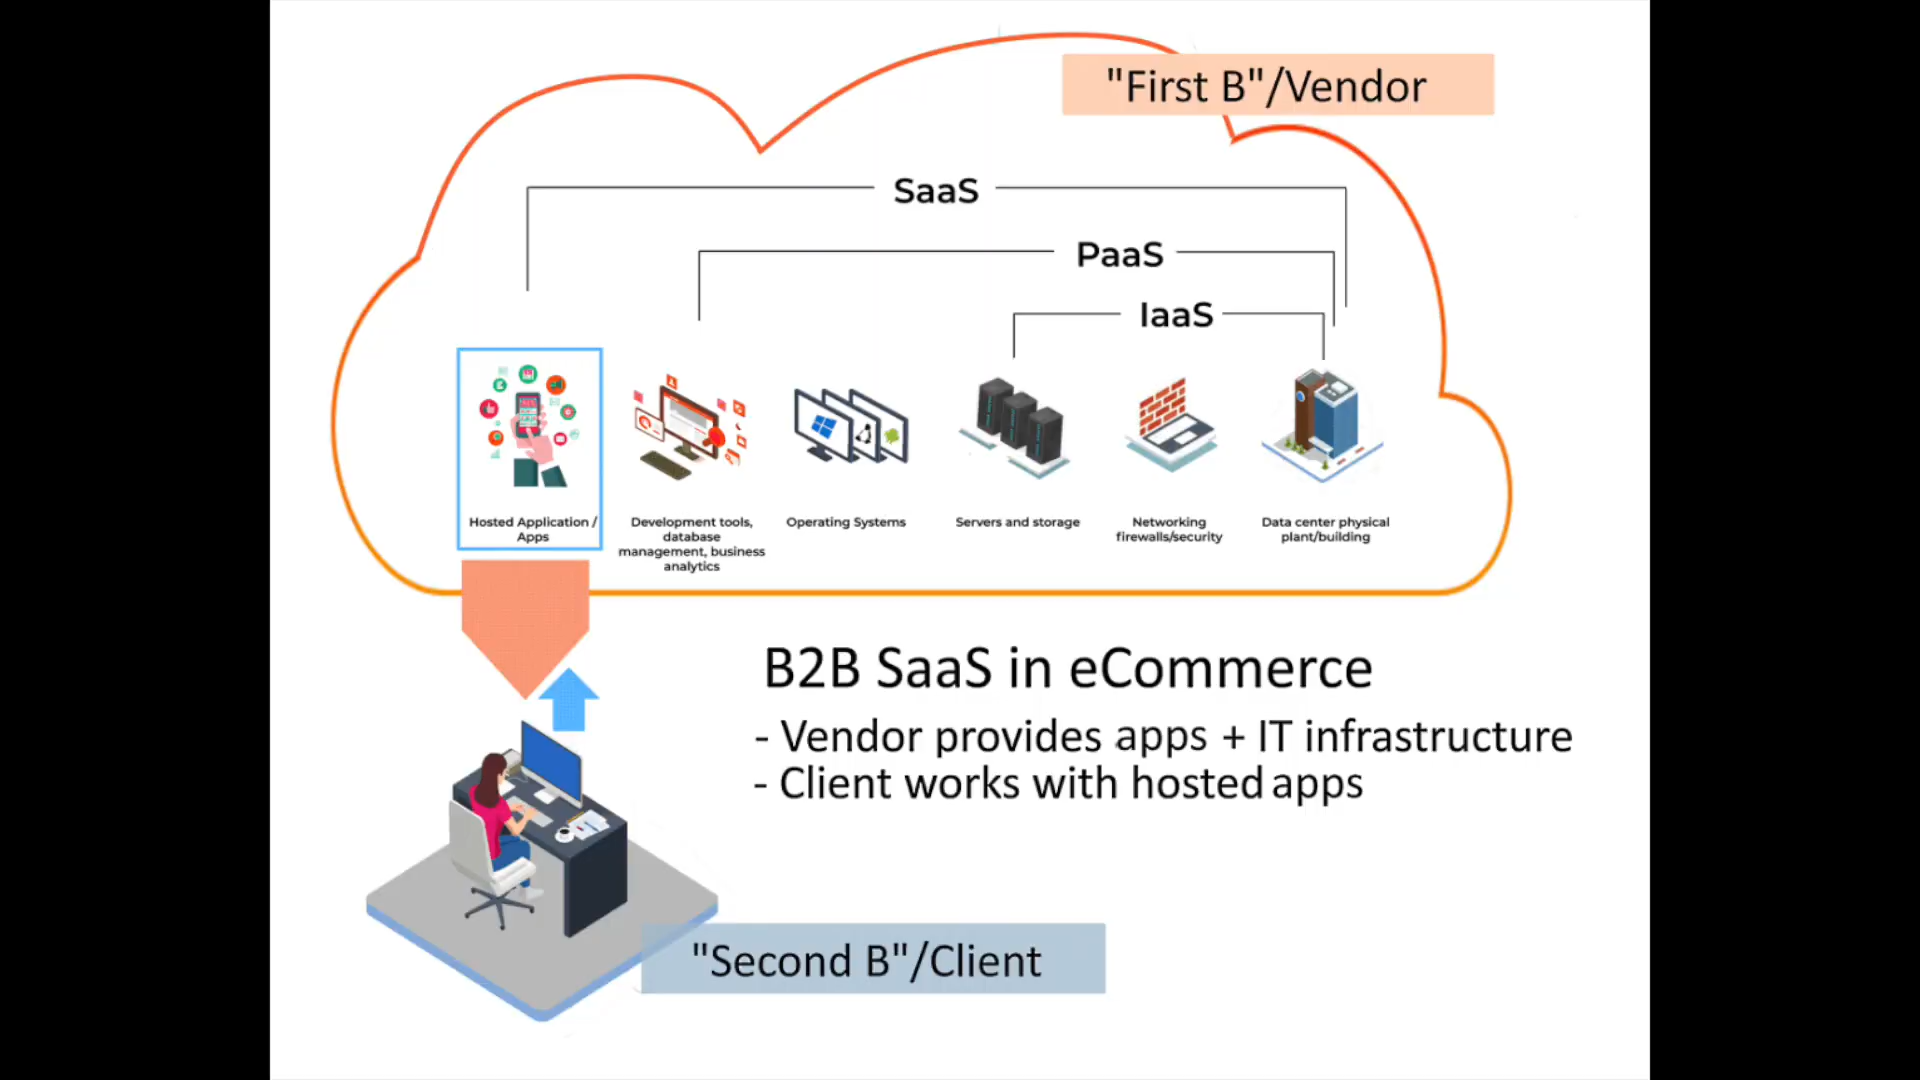 "First B"/Vendor
SaaS
PaaS
IaaS
Hosted Application /
Apps
Development tools,
database
management, business
analytics
Operating Systems
Servers and storage
Networking
firewalls/security
Data center physical
plant/building
B2B SaaS in eCommerce
- Vendor provides apps + IT infrastructure
- Client works with hosted apps
"Second B"/Client